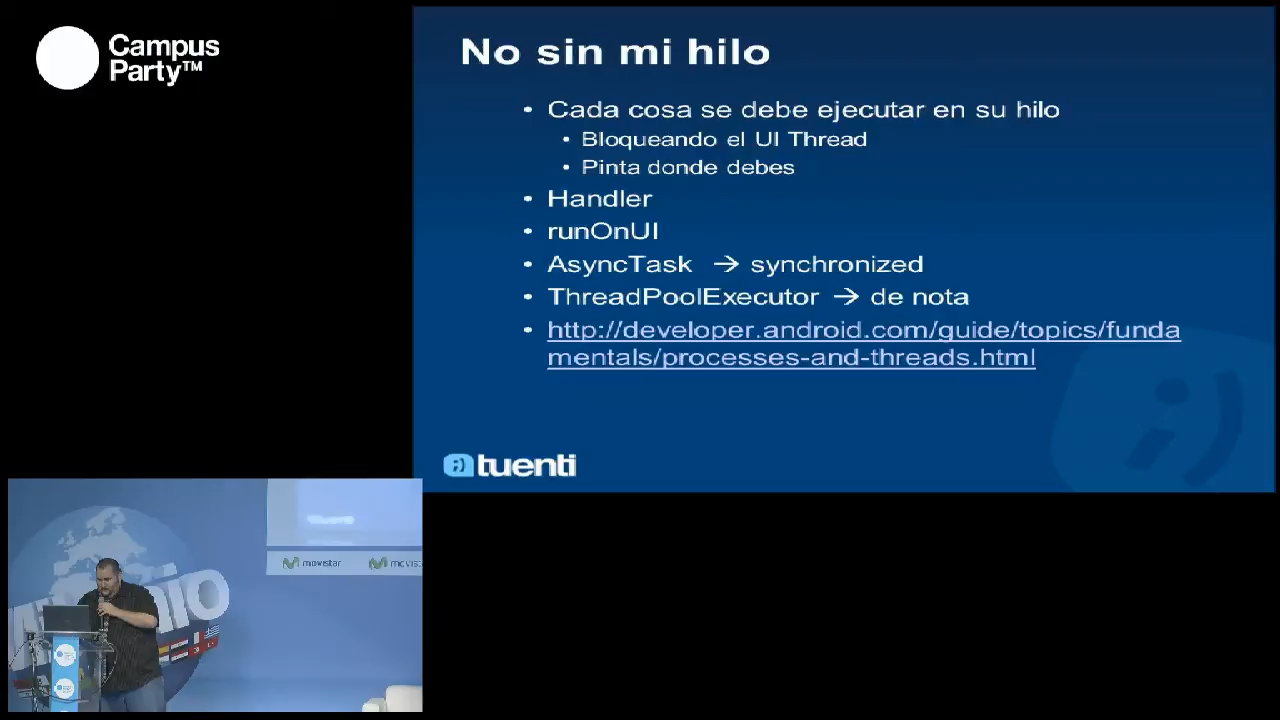 Campus
Party™
No sin mi hilo
• Cada cosa se debe ejecutar en su hilo
• Bloqueando el UI Thread
• Pinta donde debes
• Handler
• runOnUI
• AsyncTask → synchronized
• ThreadPoolExecutor → de nota
• http://developer.android.com/guide/topics/funda
mentals/processes-and-threads.html
tuenti
movistar